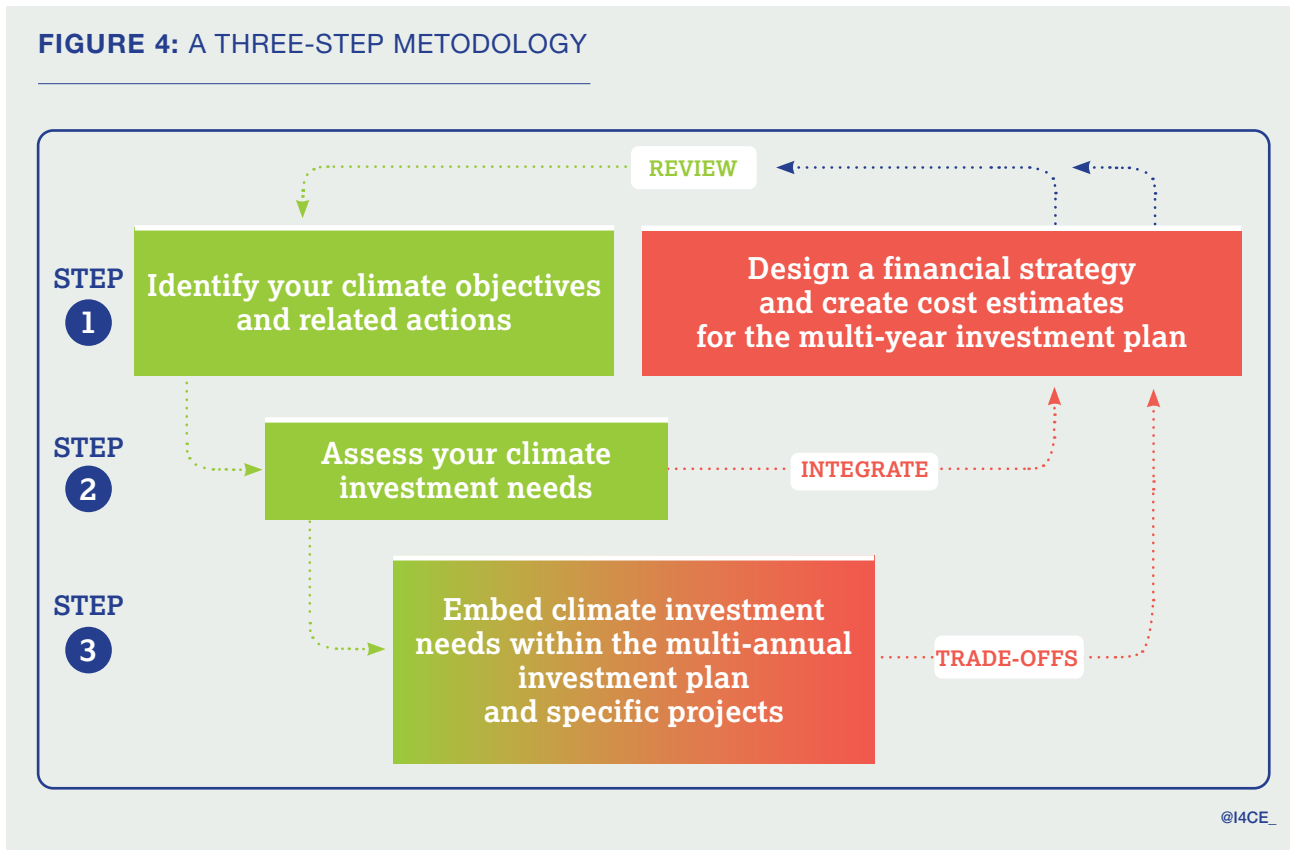 FIGURE 4: A THREE-STEP METODOLOGY
REVIEW
STEP
1
Identify your climate objectives
and related actions
Design a financial strategy
and create cost estimates
for the multi-year investment plan
STEP
2
Assess your climate
investment needs
INTEGRATE
STEP
3
Embed climate investment
needs within the multi-annual
investment plan
and specific projects
TRADE-OFFS
@I4CE_